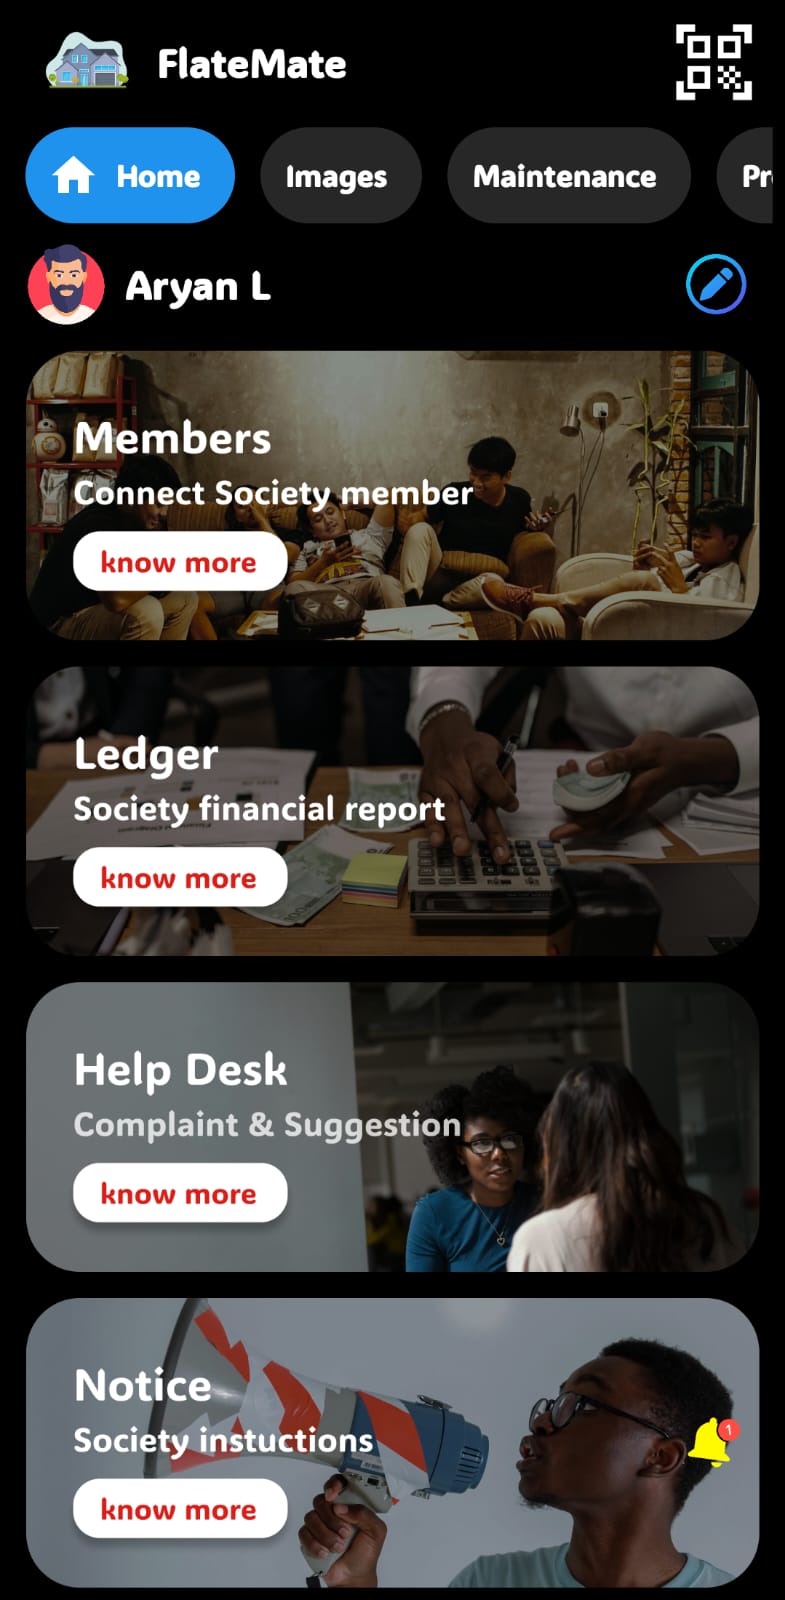 FlateMate
Home Images Maintenance
Aryan L
Members
Connect Society member
know more
Ledger
Society financial report
know more
Help Desk
Complaint & Suggestion
know more
Notice
Society instuctions
1
know more